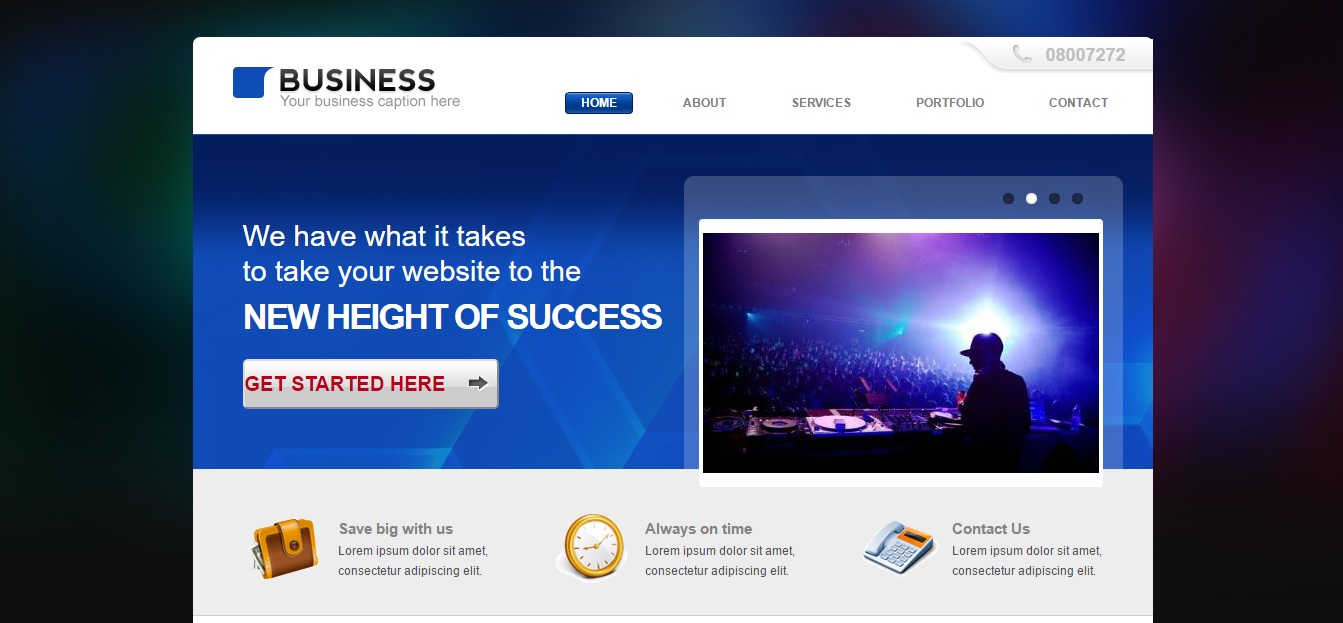 08007272
BUSINESS
Your business caption here
HOME ABOUT SERVICES PORTFOLIO CONTACT
We have what it takes
to take your website to the
NEW HEIGHT OF SUCCESS
GET STARTED HERE
Save big with us
Lorem ipsum dolor sit amet,
consectetur adipiscing elit.
Always on time
Lorem ipsum dolor sit amet,
consectetur adipiscing elit.
Contact Us
Lorem ipsum dolor sit amet,
consectetur adipiscing elit.